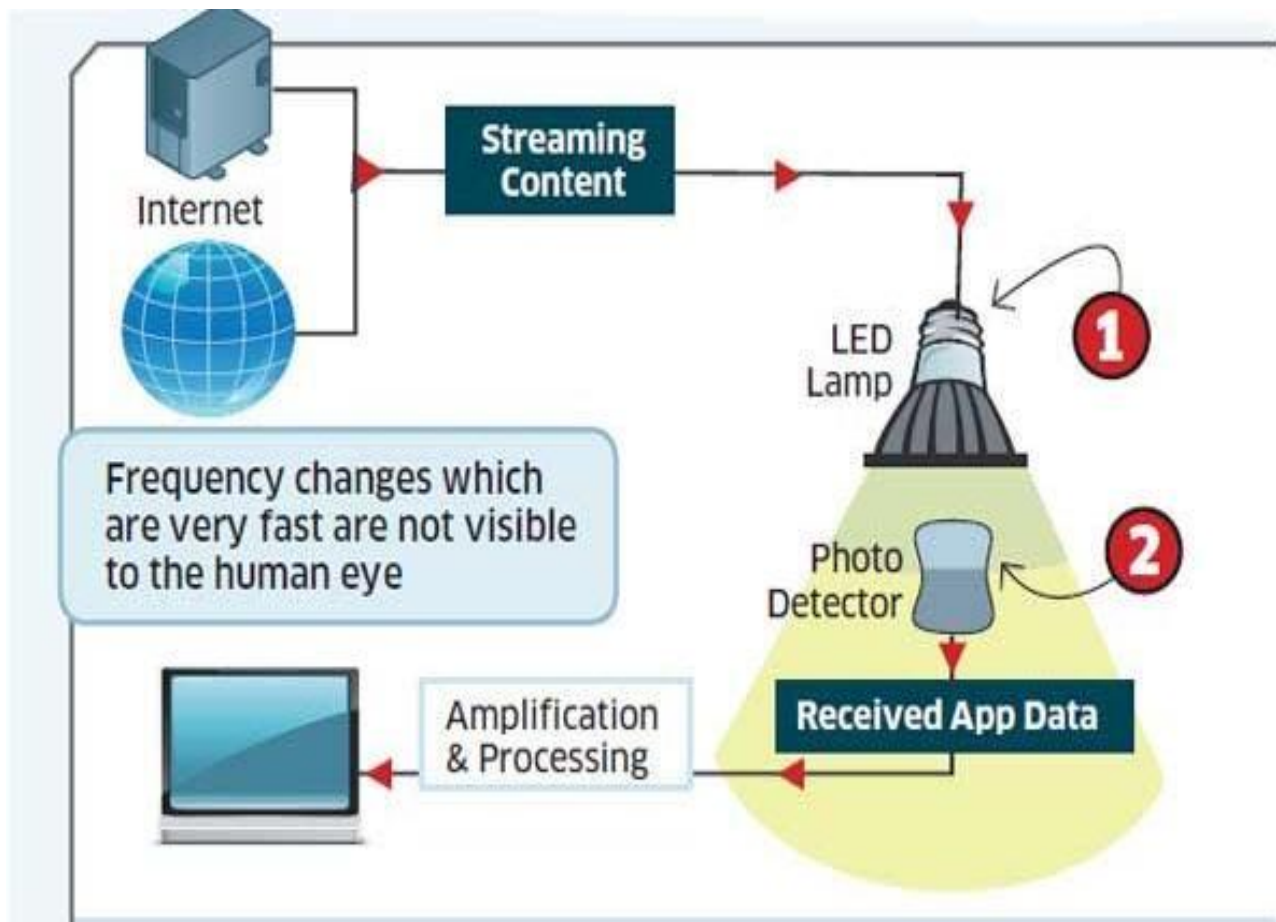 Streaming
Content
Internet
1
LED
Lamp
Frequency changes which
are very fast are not visible
to the human eye
2
Photo
Detector
Received App Data
Amplification
& Processing